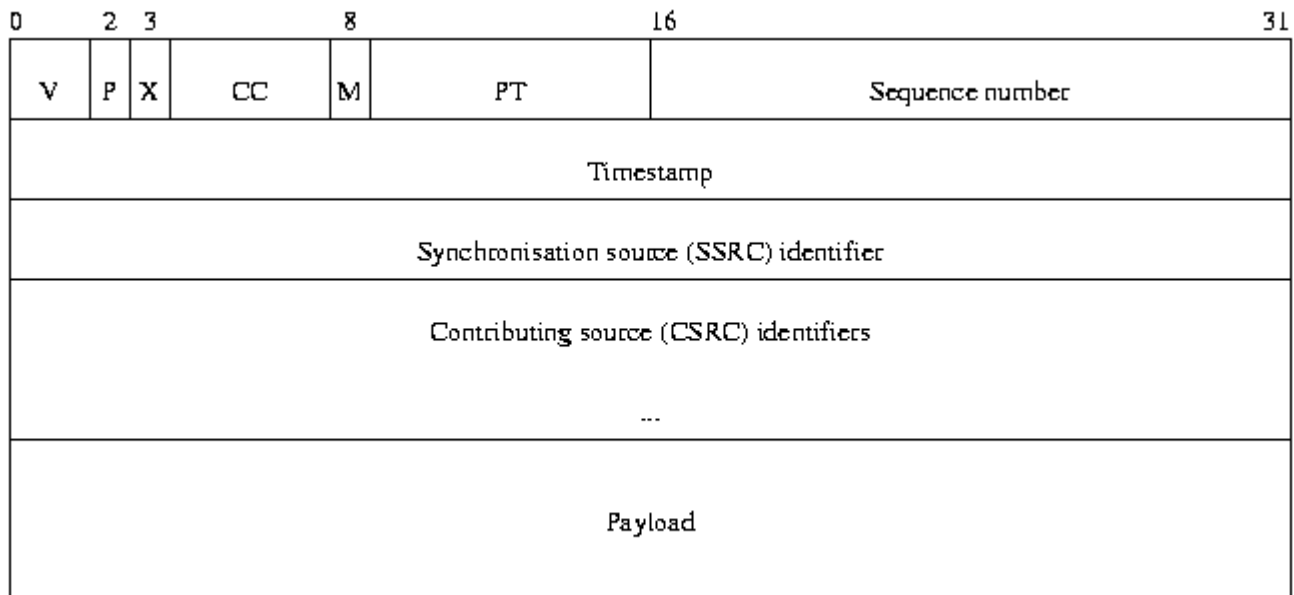 0 2 3 8 16 31
V P X CC M PT Sequence number
Timestamp
Synchronisation source (SSRC) identifier
Contributing source (CSRC) identifiers
...
Payload